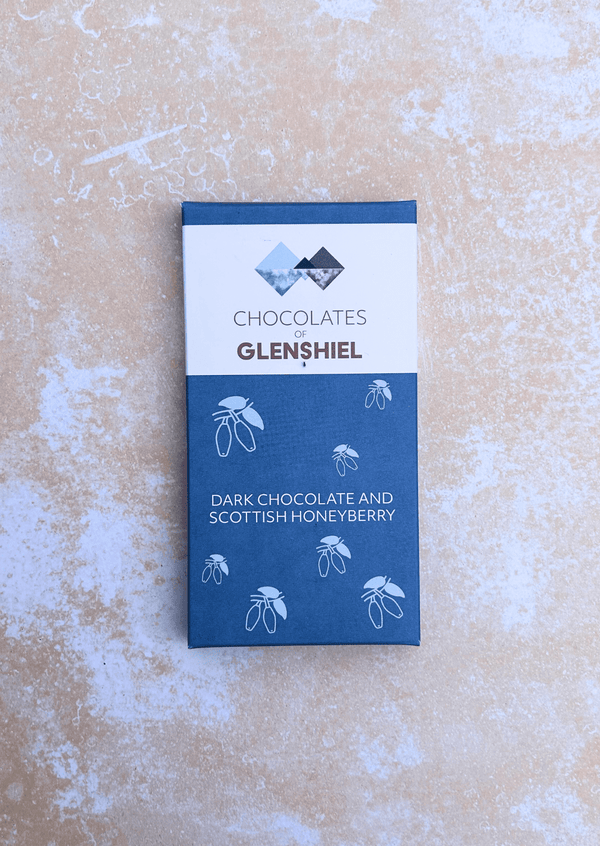 CHOCOLATES
OF
GLENSHIEL
DARK CHOCOLATE AND
SCOTTISH HONEYBERRY